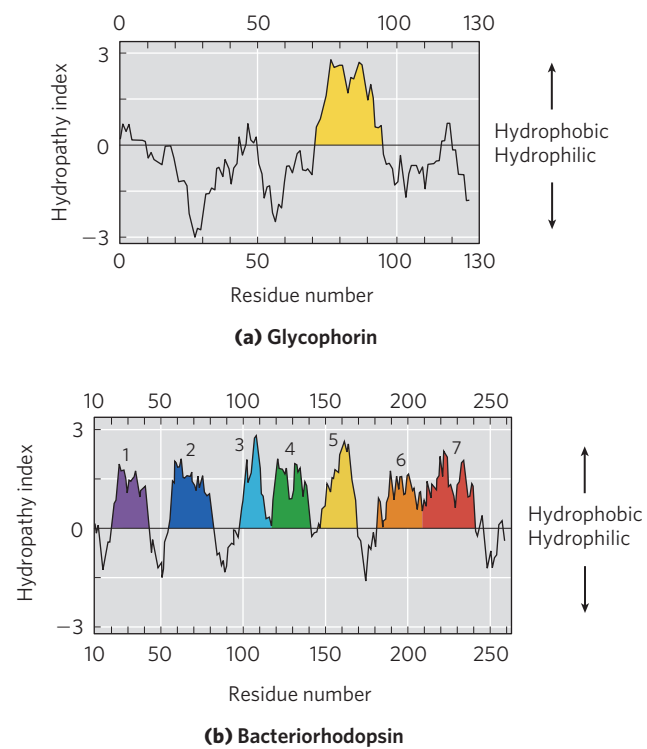 0 50 100 130
Hydropathy index
3
0
−3
Hydrophobic
Hydrophilic
0 50 100 130
Residue number
(a) Glycophorin
10 50 100 150 200 250
Hydropathy index
3
0
−3
1 2 3 4 5 6 7
Hydrophobic
Hydrophilic
10 50 100 150 200 250
Residue number
(b) Bacteriorhodopsin